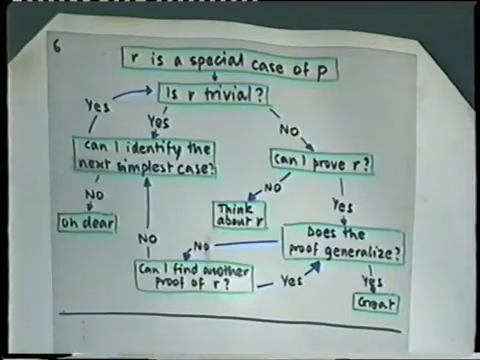 6
r is a special case of p
Is r trivial?
Yes
Yes
No
can I identify the
next simplest case?
can I prove r?
No
No
Think
about r
Yes
oh dear
Does the
proof generalize?
No
No
Can I find another
proof of r?
Yes
Yes
Great